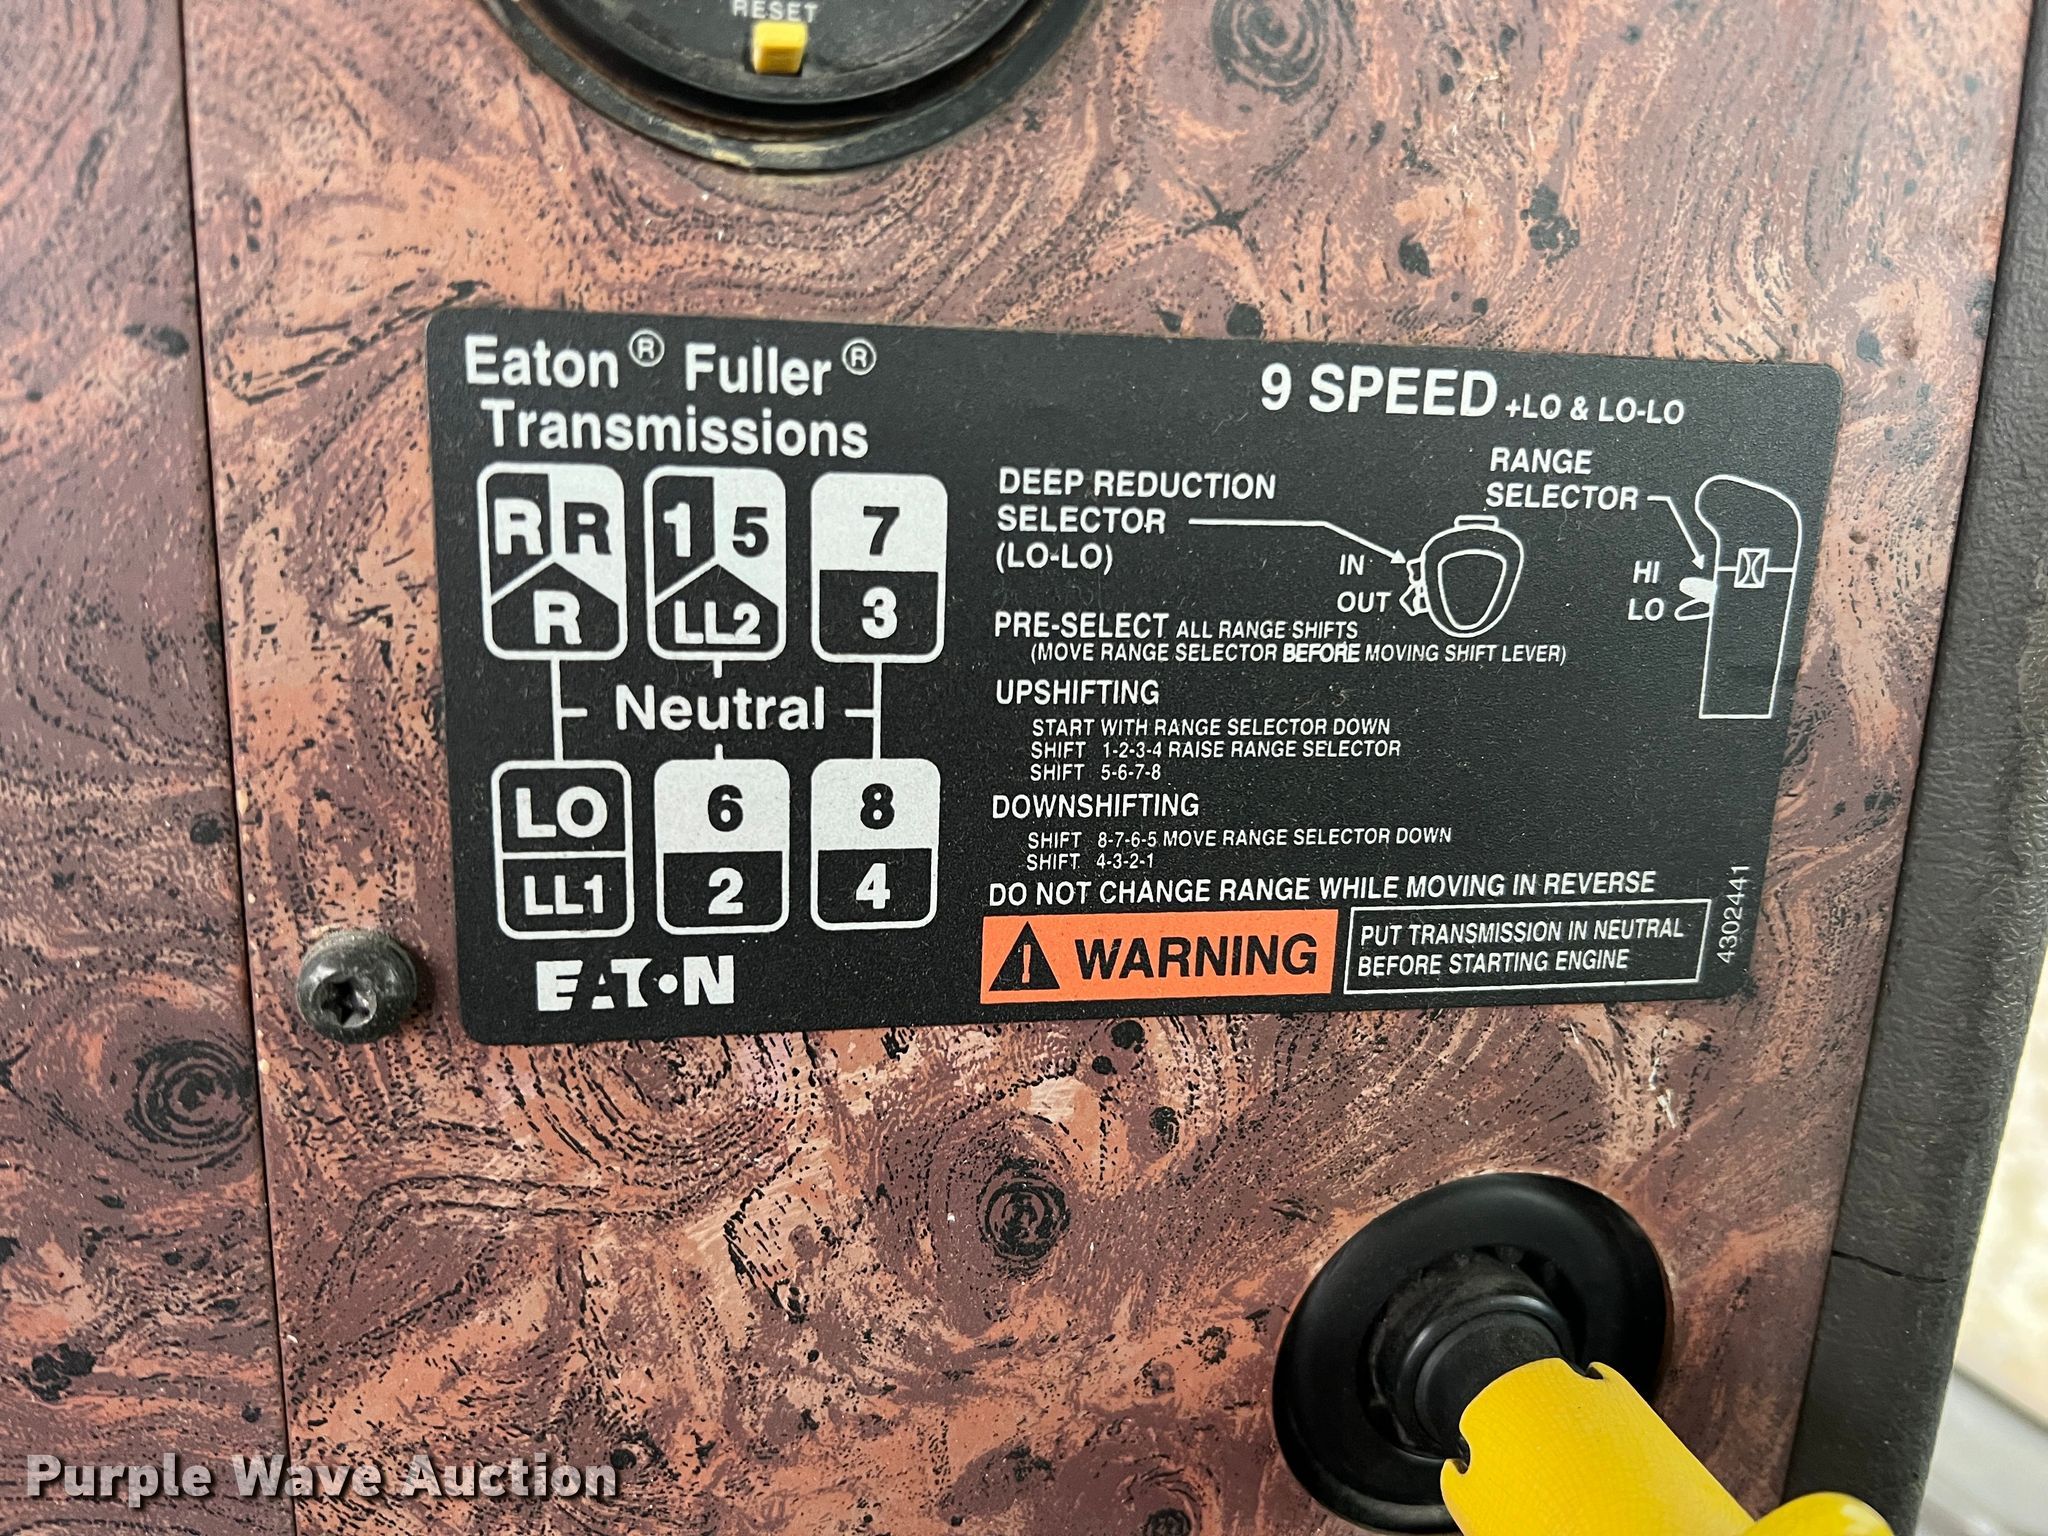 RESET
Eaton® Fuller®
Transmissions
9 SPEED +LO & LO-LO
R R
R
1 5
LL2
7
3
Neutral
LO
LL1
6
2
8
4
EATON
DEEP REDUCTION
SELECTOR
(LO-LO)
IN
OUT
RANGE
SELECTOR
HI
LO
PRE-SELECT ALL RANGE SHIFTS
(MOVE RANGE SELECTOR BEFORE MOVING SHIFT LEVER)
UPSHIFTING
START WITH RANGE SELECTOR DOWN
SHIFT 1-2-3-4 RAISE RANGE SELECTOR
SHIFT 5-6-7-8
DOWNSHIFTING
SHIFT 8-7-6-5 MOVE RANGE SELECTOR DOWN
SHIFT 4-3-2-1
DO NOT CHANGE RANGE WHILE MOVING IN REVERSE
WARNING
PUT TRANSMISSION IN NEUTRAL
BEFORE STARTING ENGINE
4302441
Purple Wave Auction